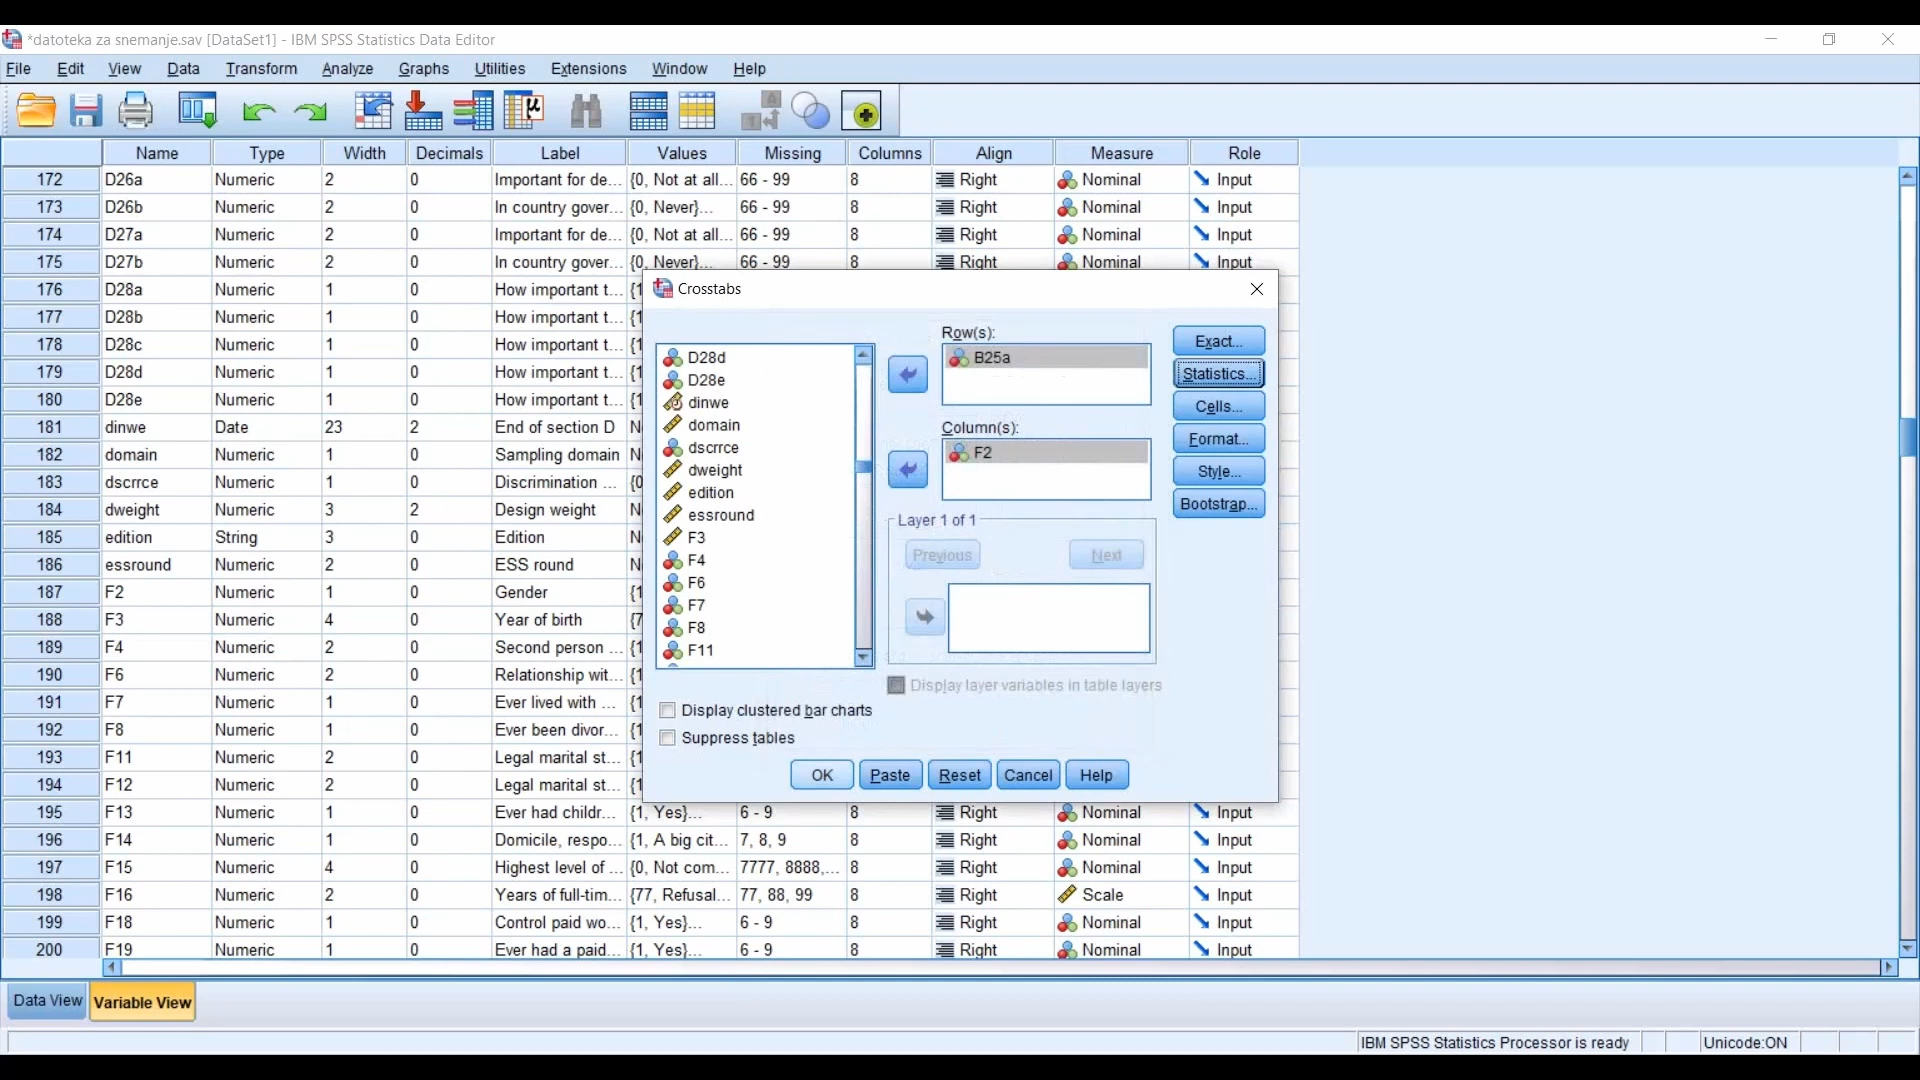 *datoteka za snemanje.sav [DataSet1] - IBM SPSS Statistics Data Editor
File Edit View Data Transform Analyze Graphs Utilities Extensions Window Help
Name Type Width Decimals Label Values Missing Columns Align Measure Role
172 D26a Numeric 2 0 Important for de... {0, Not at all... 66 - 99 8 Right Nominal Input
173 D26b Numeric 2 0 In country gover... {0, Never}... 66 - 99 8 Right Nominal Input
174 D27a Numeric 2 0 Important for de... {0, Not at all... 66 - 99 8 Right Nominal Input
175 D27b Numeric 2 0 In country gover... {0, Never}... 66 - 99 8 Right Nominal Input
176 D28a Numeric 1 0 How important t... {1
177 D28b Numeric 1 0 How important t... {1
178 D28c Numeric 1 0 How important t... {1
179 D28d Numeric 1 0 How important t... {1
180 D28e Numeric 1 0 How important t... {1
181 dinwe Date 23 2 End of section D N
182 domain Numeric 1 0 Sampling domain N
183 dscrrce Numeric 1 0 Discrimination ... {0
184 dweight Numeric 3 2 Design weight N
185 edition String 3 0 Edition N
186 essround Numeric 2 0 ESS round N
187 F2 Numeric 1 0 Gender {1
188 F3 Numeric 4 0 Year of birth {7
189 F4 Numeric 2 0 Second person ... {1
190 F6 Numeric 2 0 Relationship wit... {1
191 F7 Numeric 1 0 Ever lived with ... {1
192 F8 Numeric 1 0 Ever been divor... {1
193 F11 Numeric 2 0 Legal marital st... {1
194 F12 Numeric 2 0 Legal marital st... {1
195 F13 Numeric 1 0 Ever had childr... {1, Yes}... 6 - 9 8 Right Nominal Input
196 F14 Numeric 1 0 Domicile, respo... {1, A big cit... 7, 8, 9 8 Right Nominal Input
197 F15 Numeric 4 0 Highest level of ... {0, Not com... 7777, 8888,... 8 Right Nominal Input
198 F16 Numeric 2 0 Years of full-tim... {77, Refusal... 77, 88, 99 8 Right Scale Input
199 F18 Numeric 1 0 Control paid wo... {1, Yes}... 6 - 9 8 Right Nominal Input
200 F19 Numeric 1 0 Ever had a paid... {1, Yes}... 6 - 9 8 Right Nominal Input
Crosstabs
D28d
D28e
dinwe
domain
dscrrce
dweight
edition
essround
F3
F4
F6
F7
F8
F11
Row(s):
B25a
Column(s):
F2
Layer 1 of 1
Previous Next
Display layer variables in table layers
Exact...
Statistics...
Cells...
Format...
Style...
Bootstrap...
Display clustered bar charts
Suppress tables
OK Paste Reset Cancel Help
Data View Variable View
IBM SPSS Statistics Processor is ready Unicode:ON